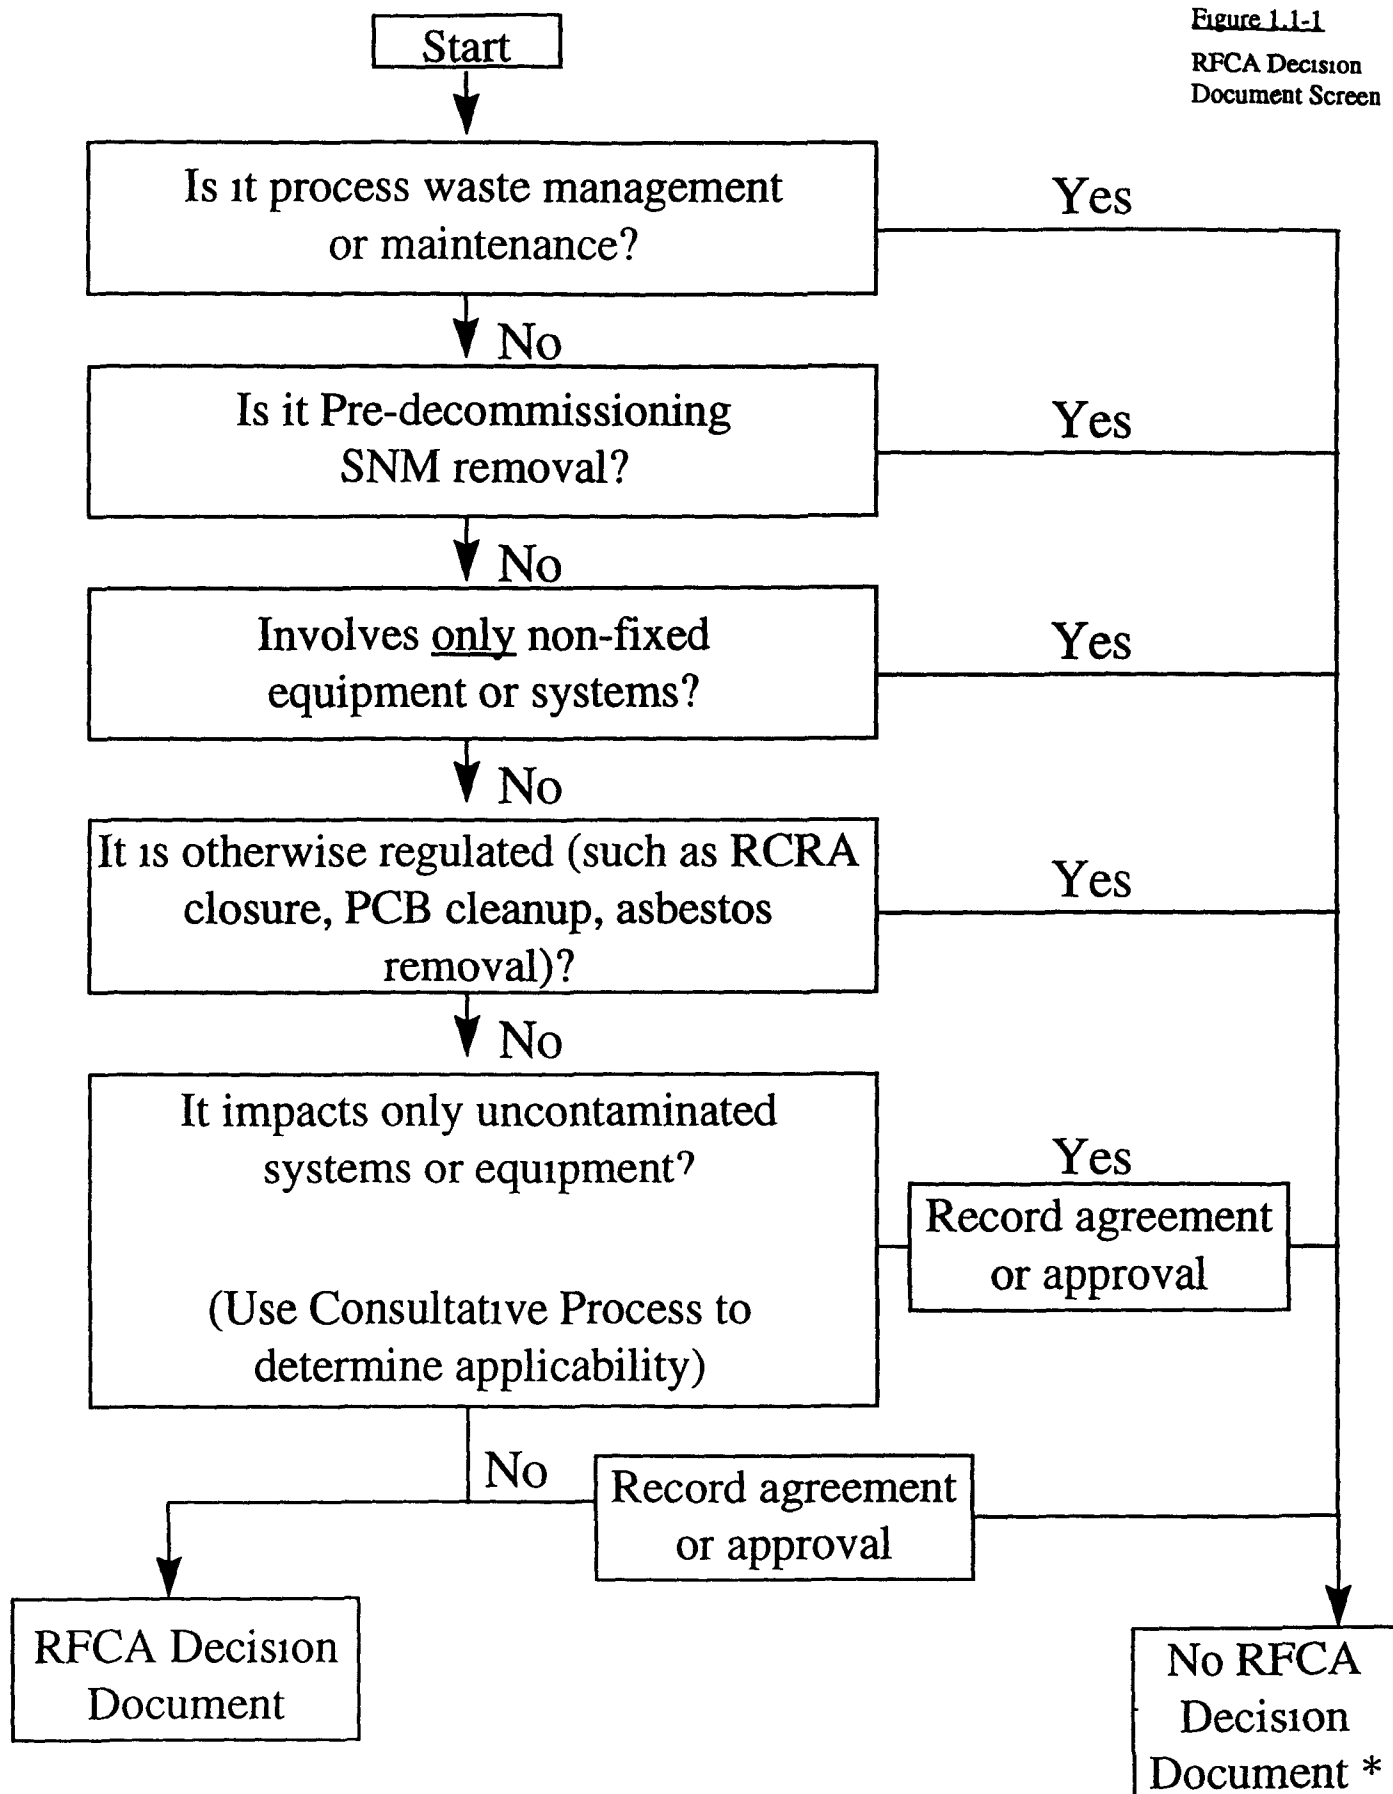 Figure 1.1-1
RFCA Decision
Document Screen
Start
Is it process waste management
or maintenance?
Yes
No
Is it Pre-decommissioning
SNM removal?
Yes
No
Involves only non-fixed
equipment or systems?
Yes
No
It is otherwise regulated (such as RCRA
closure, PCB cleanup, asbestos
removal)?
Yes
No
It impacts only uncontaminated
systems or equipment?
(Use Consultative Process to
determine applicability)
Yes
Record agreement
or approval
No
Record agreement
or approval
RFCA Decision
Document
No RFCA
Decision
Document *